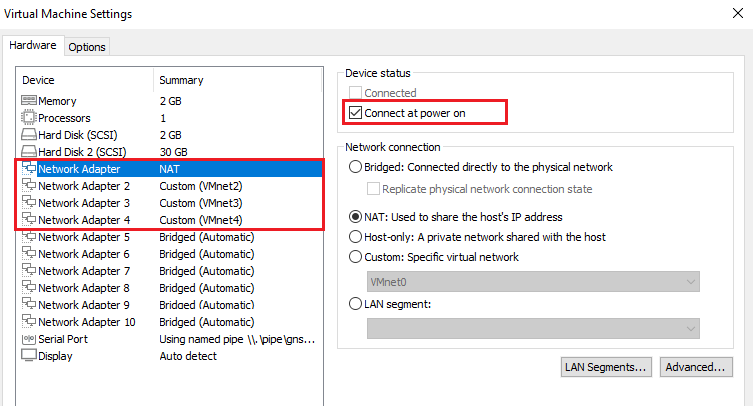 Virtual Machine Settings
Hardware Options
Device Summary
Memory 2 GB
Processors 1
Hard Disk (SCSI) 2 GB
Hard Disk 2 (SCSI) 30 GB
Network Adapter NAT
Network Adapter 2 Custom (VMnet2)
Network Adapter 3 Custom (VMnet3)
Network Adapter 4 Custom (VMnet4)
Network Adapter 5 Bridged (Automatic)
Network Adapter 6 Bridged (Automatic)
Network Adapter 7 Bridged (Automatic)
Network Adapter 8 Bridged (Automatic)
Network Adapter 9 Bridged (Automatic)
Network Adapter 10 Bridged (Automatic)
Serial Port Using named pipe \\.\pipe\gns...
Display Auto detect
Device status
Connected
Connect at power on
Network connection
Bridged: Connected directly to the physical network
Replicate physical network connection state
NAT: Used to share the host's IP address
Host-only: A private network shared with the host
Custom: Specific virtual network
VMnet0
LAN segment:
LAN Segments... Advanced...